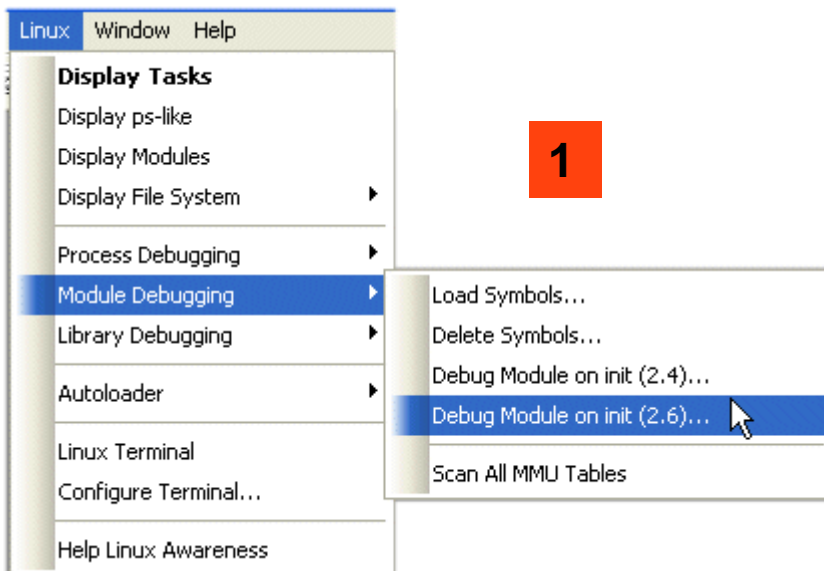 Linux Window Help
Display Tasks
Display ps-like
Display Modules
Display File System
Process Debugging
Module Debugging
Library Debugging
Autoloader
Linux Terminal
Configure Terminal...
Help Linux Awareness
1
Load Symbols...
Delete Symbols...
Debug Module on init (2.4)...
Debug Module on init (2.6)...
Scan All MMU Tables